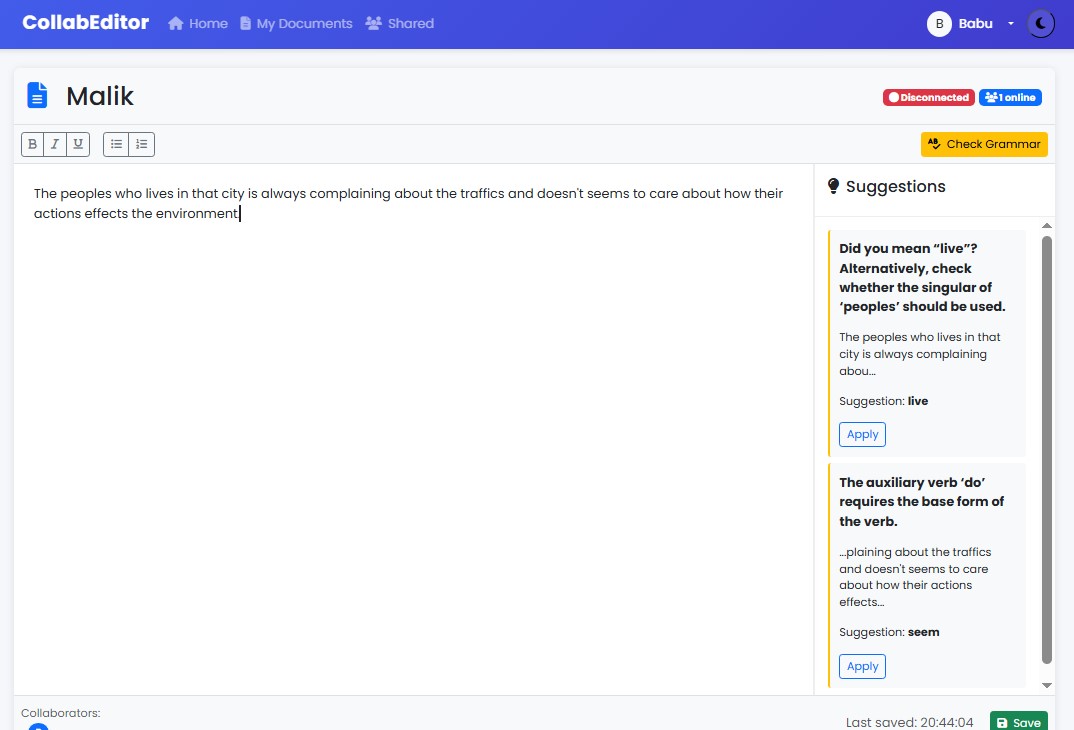 CollabEditor Home My Documents Shared B Babu
Malik
Disconnected 1 online
B I U Check Grammar
The peoples who lives in that city is always complaining about the traffics and doesn't seems to care about how their
actions effects the environment
Suggestions
Did you mean “live”?
Alternatively, check
whether the singular of
‘peoples’ should be used.
The peoples who lives in that
city is always complaining
abou...
Suggestion: live
Apply
The auxiliary verb ‘do’
requires the base form of
the verb.
...plaining about the traffics
and doesn't seems to care
about how their actions
effects...
Suggestion: seem
Apply
Collaborators:
Last saved: 20:44:04 Save